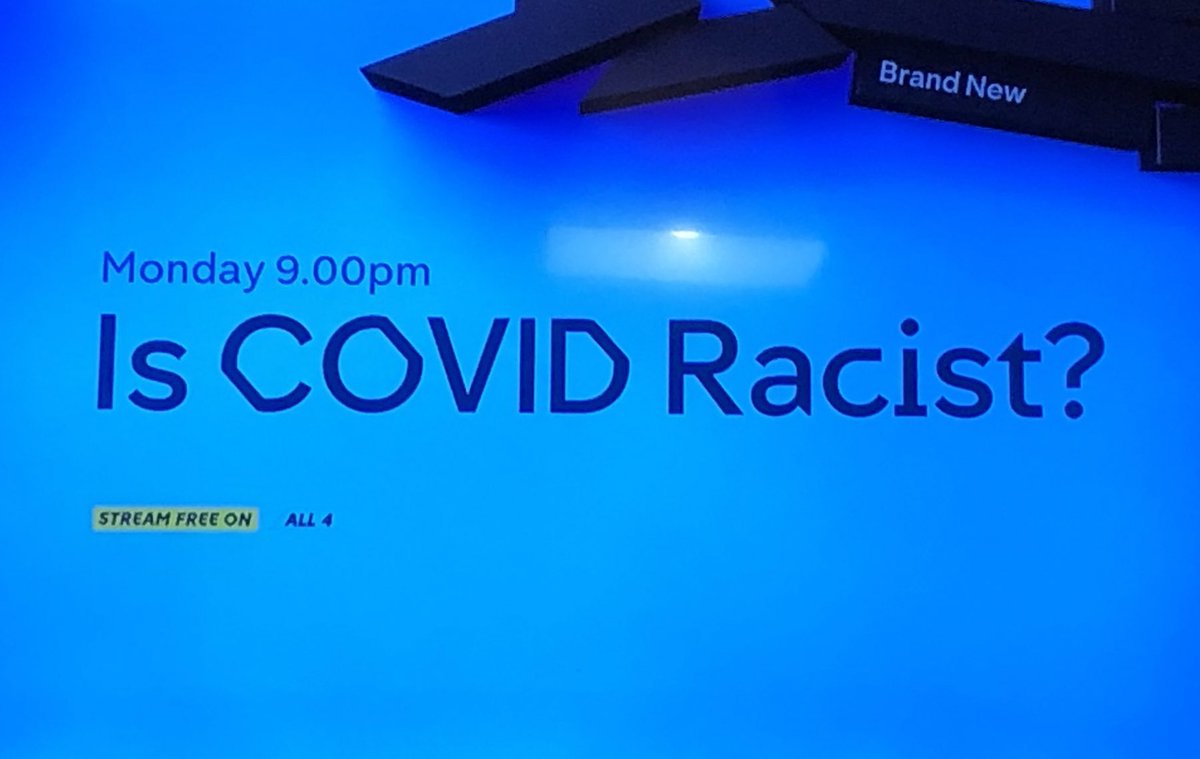 Brand New
Monday 9.00pm
Is COVID Racist?
STREAM FREE ON ALL 4